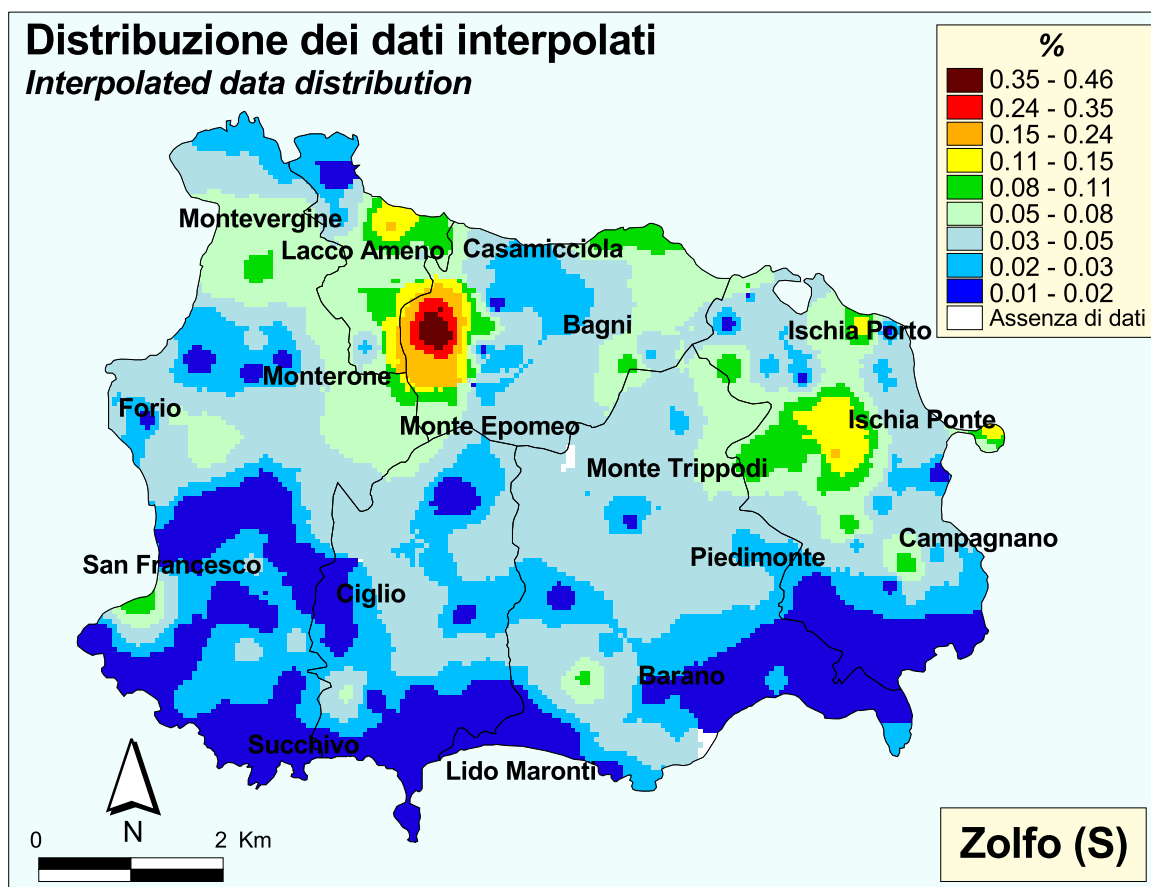 Distribuzione dei dati interpolati
Interpolated data distribution
%
0.35 - 0.46
0.24 - 0.35
0.15 - 0.24
0.11 - 0.15
0.08 - 0.11
0.05 - 0.08
0.03 - 0.05
0.02 - 0.03
0.01 - 0.02
Assenza di dati
Montevergine
Lacco Ameno
Casamicciola
Bagni
Ischia Porto
Monterone
Forio
Monte Epomeo
Ischia Ponte
Monte Trippodi
Campagnano
Piedimonte
San Francesco
Ciglio
Barano
Succhivo
Lido Maronti
N
0 2 Km
Zolfo (S)